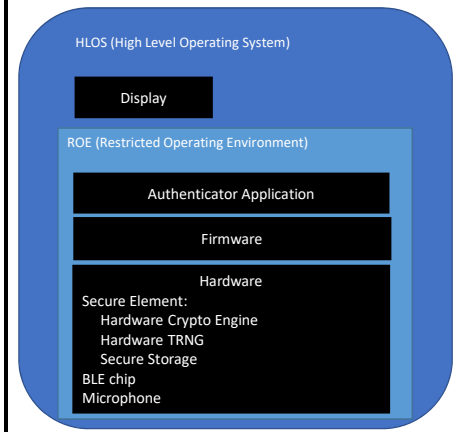 HLOS (High Level Operating System)
Display
ROE (Restricted Operating Environment)
Authenticator Application
Firmware
Hardware
Secure Element:
Hardware Crypto Engine
Hardware TRNG
Secure Storage
BLE chip
Microphone